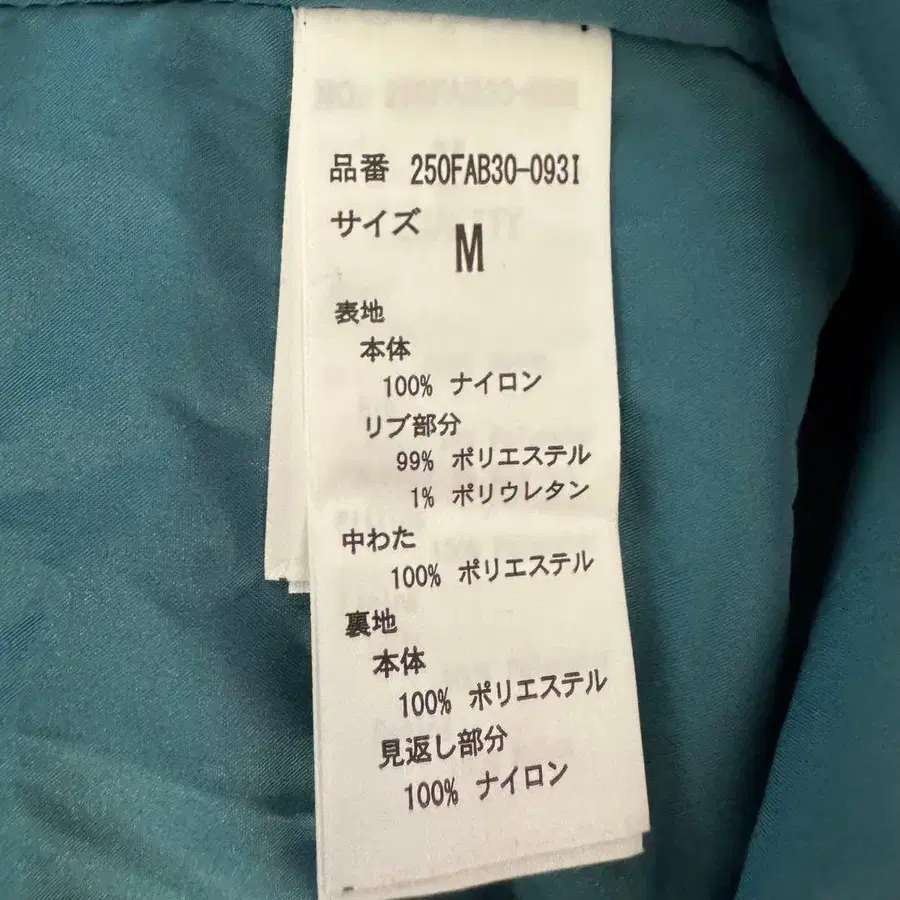 品番 250FAB30-093I
サイズ M
表地
本体
100% ナイロン
リブ部分
99% ポリエステル
1% ポリウレタン
中わた
100% ポリエステル
裏地
本体
100% ポリエステル
見返し部分
100% ナイロン